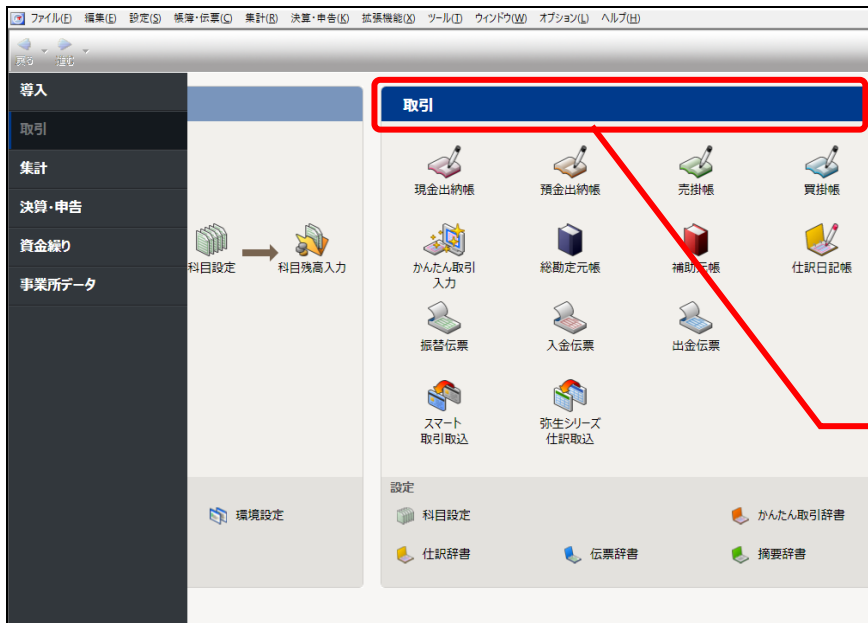 ファイル(F) 編集(E) 設定(S) 帳簿・伝票(C) 集計(R) 決算・申告(K) 拡張機能(X) ツール(T) ウィンドウ(W) オプション(L) ヘルプ(H)
戻る 進む
導入
取引
集計
決算・申告
資金繰り
事業所データ
科目設定 科目残高入力
環境設定
取引
現金出納帳 預金出納帳 売掛帳 買掛帳
かんたん取引
入力
総勘定元帳 補助元帳 仕訳日記帳
振替伝票 入金伝票 出金伝票
スマート
取引取込
弥生シリーズ
仕訳取込
設定
科目設定 かんたん取引辞書
仕訳辞書 伝票辞書 摘要辞書